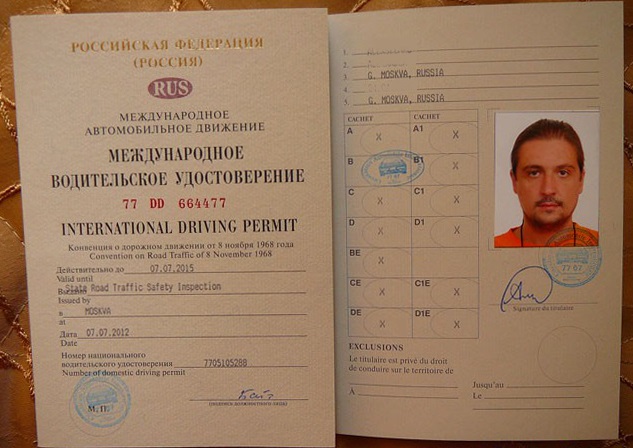 РОССИЙСКАЯ ФЕДЕРАЦИЯ
(РОССИЯ)
RUS
МЕЖДУНАРОДНОЕ
АВТОМОБИЛЬНОЕ ДВИЖЕНИЕ
МЕЖДУНАРОДНОЕ
ВОДИТЕЛЬСКОЕ УДОСТОВЕРЕНИЕ
77 DD 664477
INTERNATIONAL DRIVING PERMIT
Конвенция о дорожном движении от 8 ноября 1968 года
Convention on Road Traffic of 8 November 1968
Действительно до 07.07.2015
Valid until
State Road Traffic Safety Inspection
Issued by
в MOSKVA
at
Дата 07.07.2012
Date
Номер национального
водительского удостоверения 7705105288
Number of domestic driving permit
М.П.
1.
2.
3. G. MOSKVA, RUSSIA
4.
5. G. MOSKVA, RUSSIA
CACHET CACHET
A X A1 X
B B1
C X C1 X
D X D1 X
BE X
CE X C1E X
DE X D1E X
77 07
Signature du titulaire
EXCLUSIONS
Le titulaire est privé du droit
de conduire sur le territoire de
À
Jusqu'au
Le